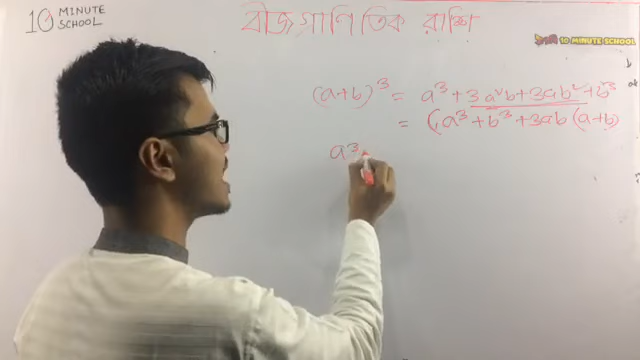 10 MINUTE SCHOOL
বীজগাণিতিক রাশি
10 MINUTE SCHOOL
(a+b)³ = a³ + 3a²b + 3ab² + b³
= (a³ + b³ + 3ab(a+b)
a³